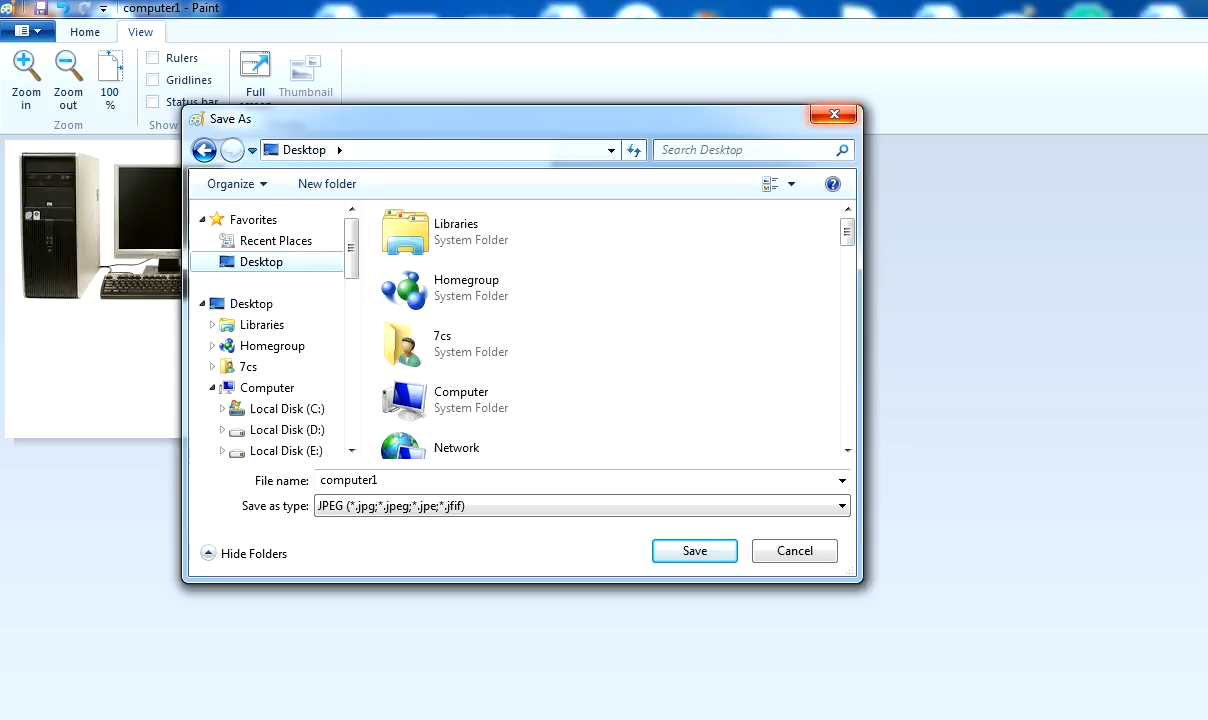 computer1 - Paint
Home View
Zoom in
Zoom out
100 %
Zoom
Rulers
Gridlines
Status bar
Show
Full
Thumbnail
Save As
Desktop
Search Desktop
Organize New folder
Favorites
Recent Places
Desktop
Desktop
Libraries
Homegroup
7cs
Computer
Local Disk (C:)
Local Disk (D:)
Local Disk (E:)
Libraries
System Folder
Homegroup
System Folder
7cs
System Folder
Computer
System Folder
Network
File name: computer1
Save as type: JPEG (*.jpg;*.jpeg;*.jpe;*.jfif)
Hide Folders
Save Cancel